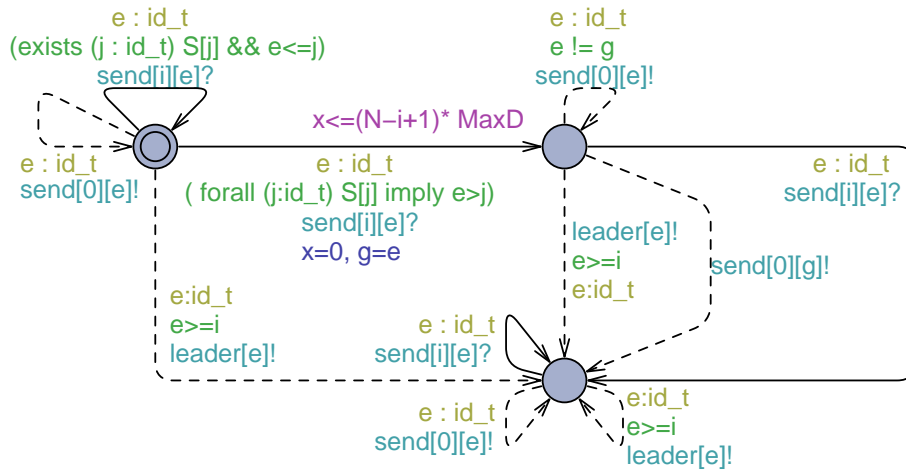 e : id_t
(exists (j : id_t) S[j] && e<=j)
send[i][e]?
e : id_t
e != g
send[0][e]!
x<=(N−i+1)* MaxD
e : id_t
send[0][e]!
e : id_t
( forall (j:id_t) S[j] imply e>j)
send[i][e]?
x=0, g=e
e : id_t
send[i][e]?
leader[e]!
e>=i
e:id_t
send[0][g]!
e:id_t
e>=i
leader[e]!
e : id_t
send[i][e]?
e : id_t
send[0][e]!
e:id_t
e>=i
leader[e]!